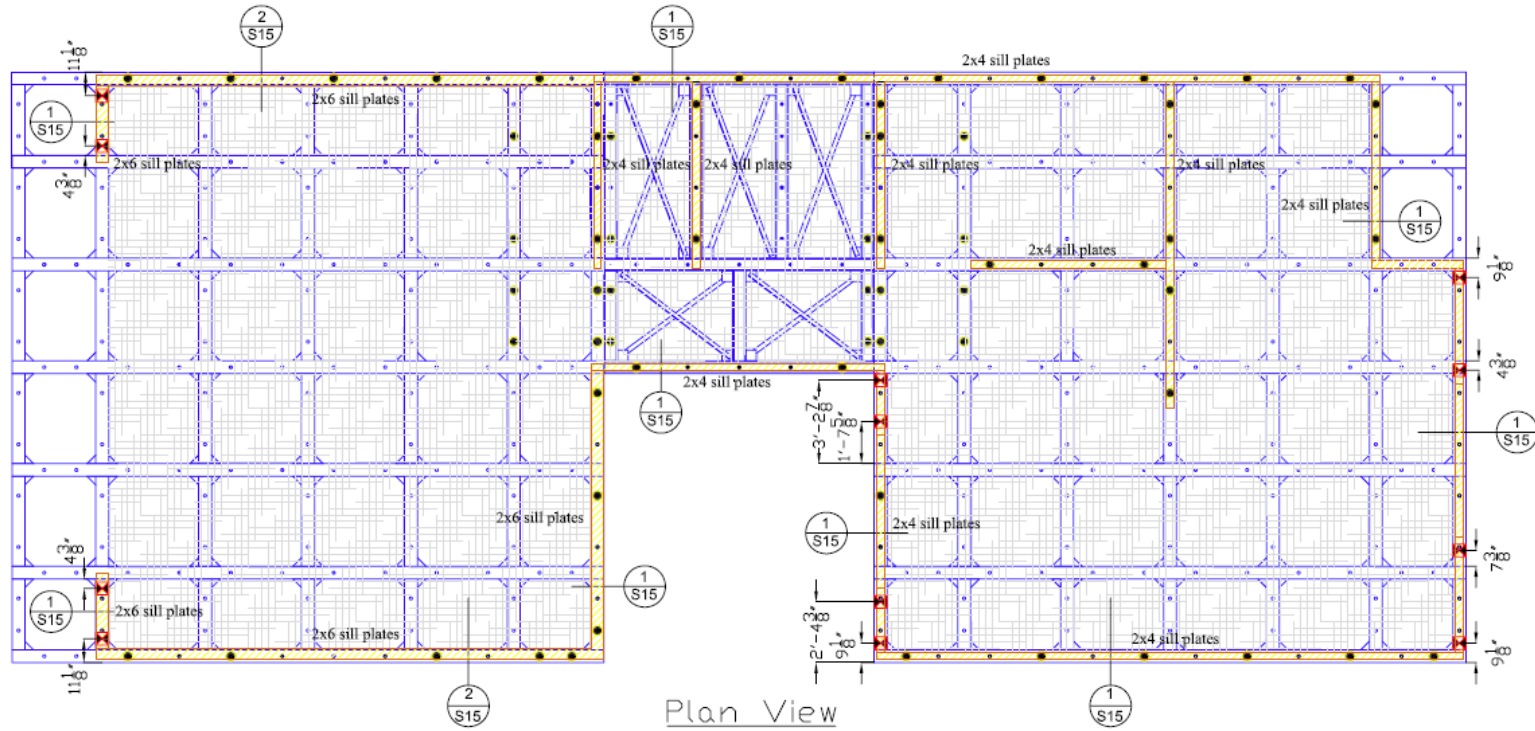 2
S15
1
S15
2x4 sill plates
11 1/8"
2x6 sill plates
1
S15
2x6 sill plates
2x4 sill plates
2x4 sill plates
2x4 sill plates
2x4 sill plates
4 3/8"
2x4 sill plates
1
S15
2x4 sill plates
9 1/8"
4 3/8"
2x4 sill plates
1
S15
3'-2 7/8"
1'-7 5/8"
1
S15
2x6 sill plates
2x4 sill plates
1
S15
4 3/8"
7 3/8"
1
S15
1
S15
2x6 sill plates
2x6 sill plates
2x4 sill plates
2'-4 3/8"
9 1/8"
9 1/8"
11 1/8"
2
S15
Plan View
1
S15